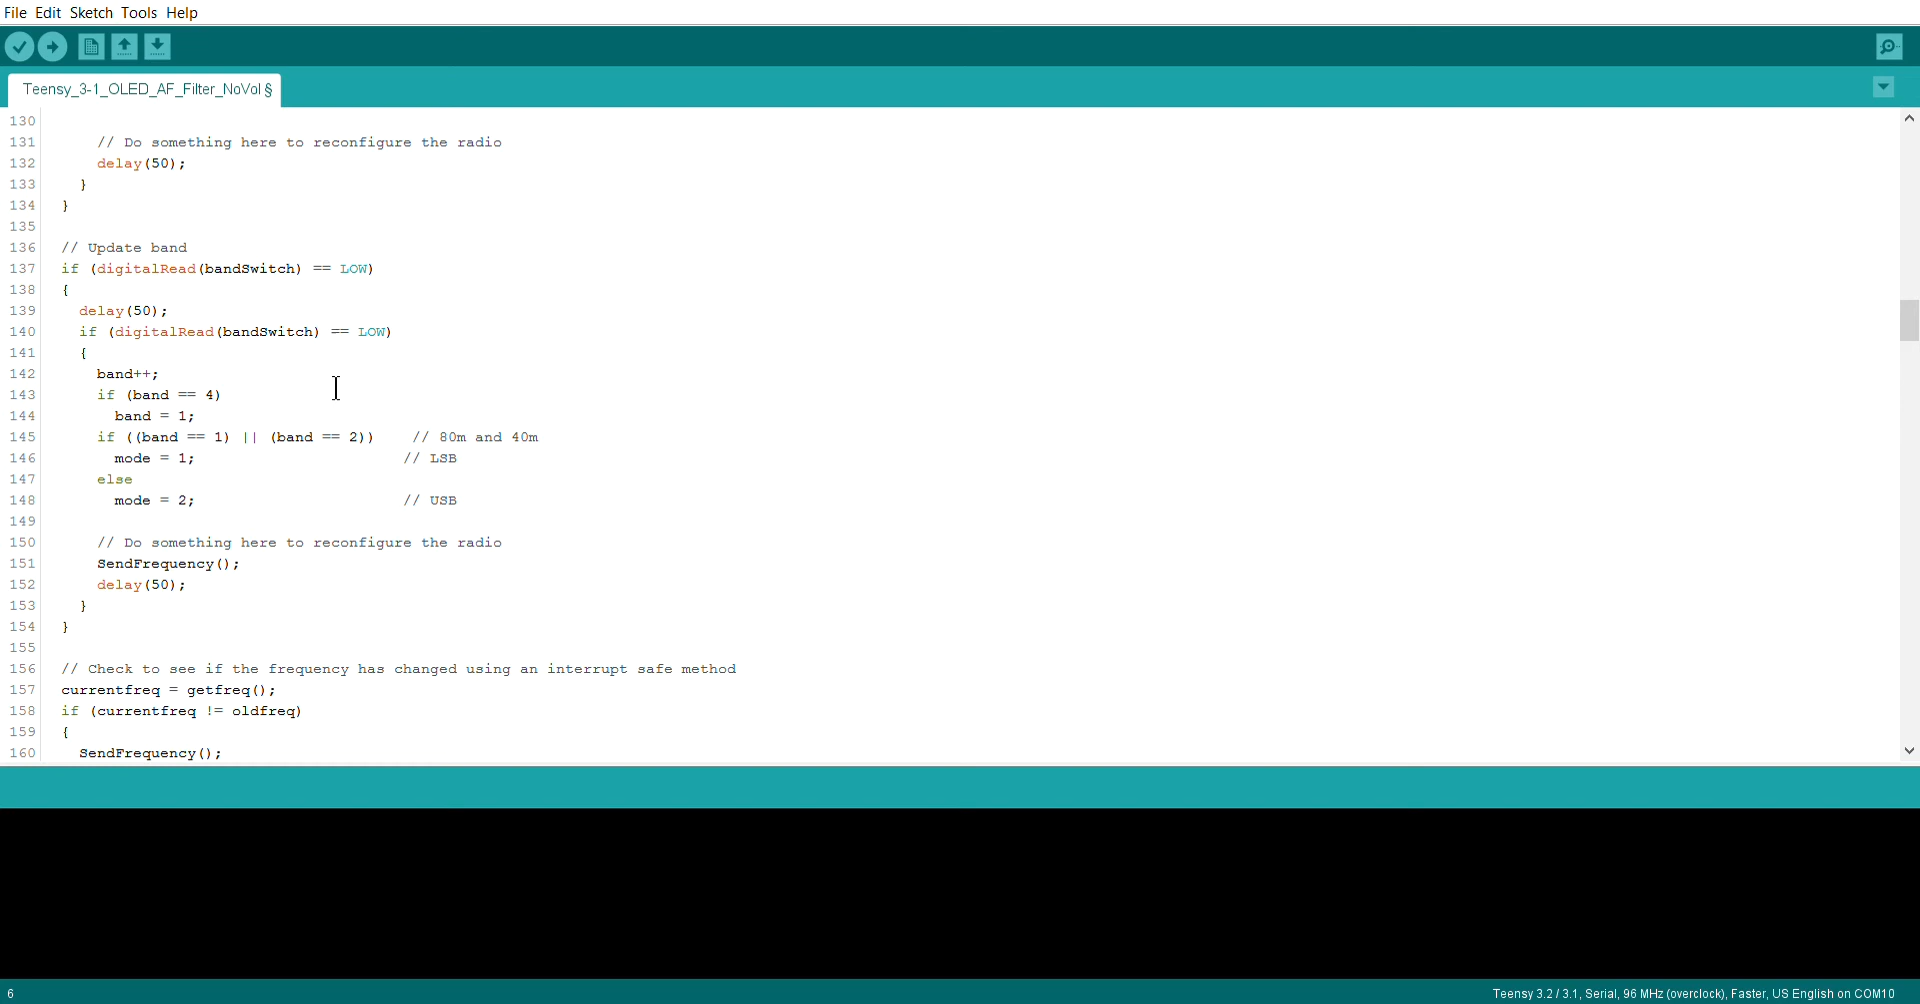 File Edit Sketch Tools Help
Teensy_3-1_OLED_AF_Filter_NoVol §
130
131 // Do something here to reconfigure the radio
132 delay(50);
133 }
134 }
135
136 // Update band
137 if (digitalRead(bandSwitch) == LOW)
138 {
139 delay(50);
140 if (digitalRead(bandSwitch) == LOW)
141 {
142 band++;
143 if (band == 4)
144 band = 1;
145 if ((band == 1) || (band == 2)) // 80m and 40m
146 mode = 1; // LSB
147 else
148 mode = 2; // USB
149
150 // Do something here to reconfigure the radio
151 SendFrequency();
152 delay(50);
153 }
154 }
155
156 // Check to see if the frequency has changed using an interrupt safe method
157 currentfreq = getfreq();
158 if (currentfreq != oldfreq)
159 {
160 SendFrequency();
6 Teensy 3.2 / 3.1, Serial, 96 MHz (overclock), Faster, US English on COM10